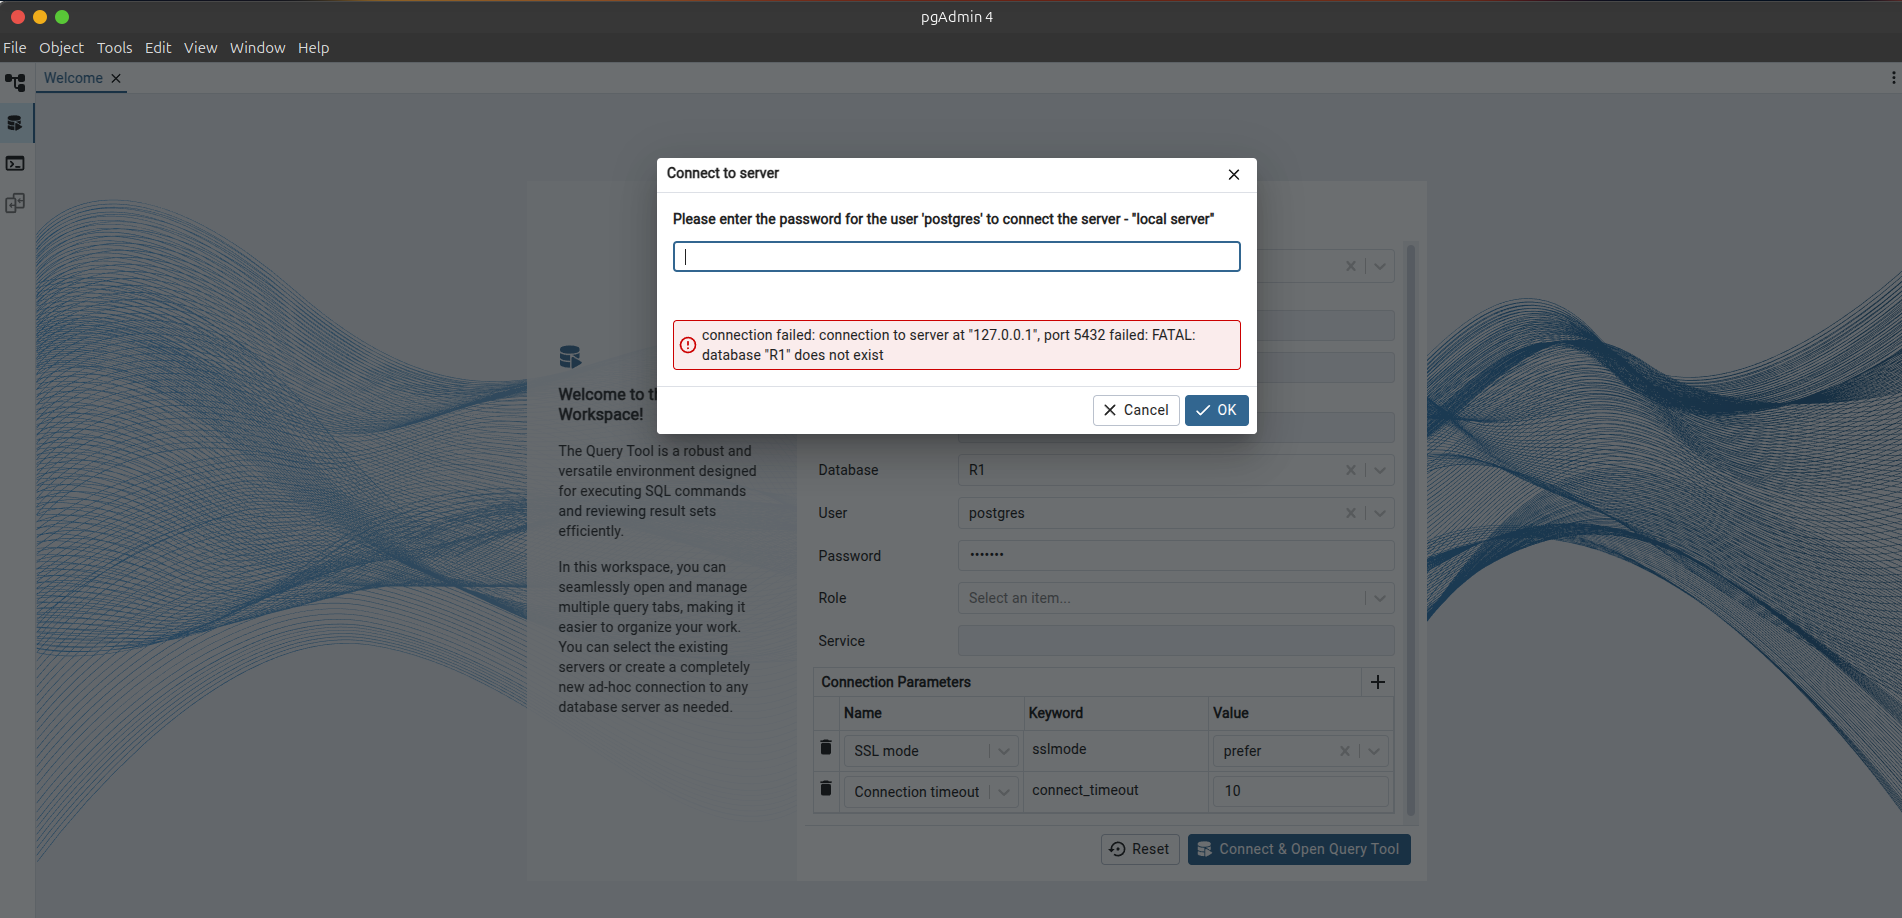 pgAdmin 4
File Object Tools Edit View Window Help
Welcome
Connect to server
Please enter the password for the user 'postgres' to connect the server - "local server"
connection failed: connection to server at "127.0.0.1", port 5432 failed: FATAL:
database "R1" does not exist
Cancel
OK
Welcome to
Workspace!
The Query Tool is a robust and
versatile environment designed
for executing SQL commands
and reviewing result sets
efficiently.
In this workspace, you can
seamlessly open and manage
multiple query tabs, making it
easier to organize your work.
You can select the existing
servers or create a completely
new ad-hoc connection to any
database server as needed.
Database R1
User postgres
Password •••••••
Role Select an item...
Service
Connection Parameters
Name Keyword Value
SSL mode sslmode prefer
Connection timeout connect_timeout 10
Reset
Connect & Open Query Tool